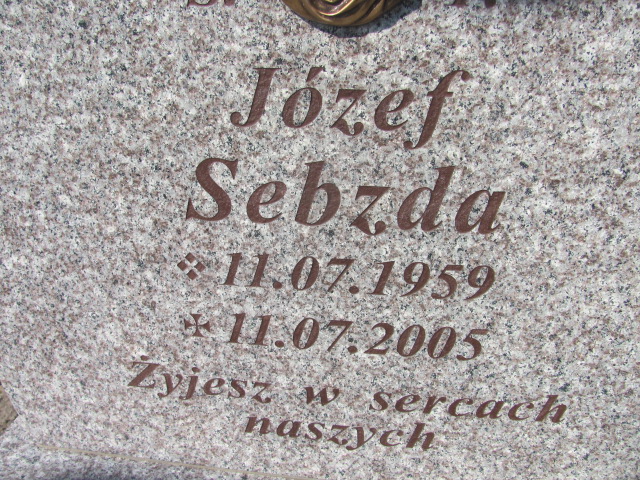 Józef
Sebzda
11.07.1959
11.07.2005
Żyjesz w sercach
naszych